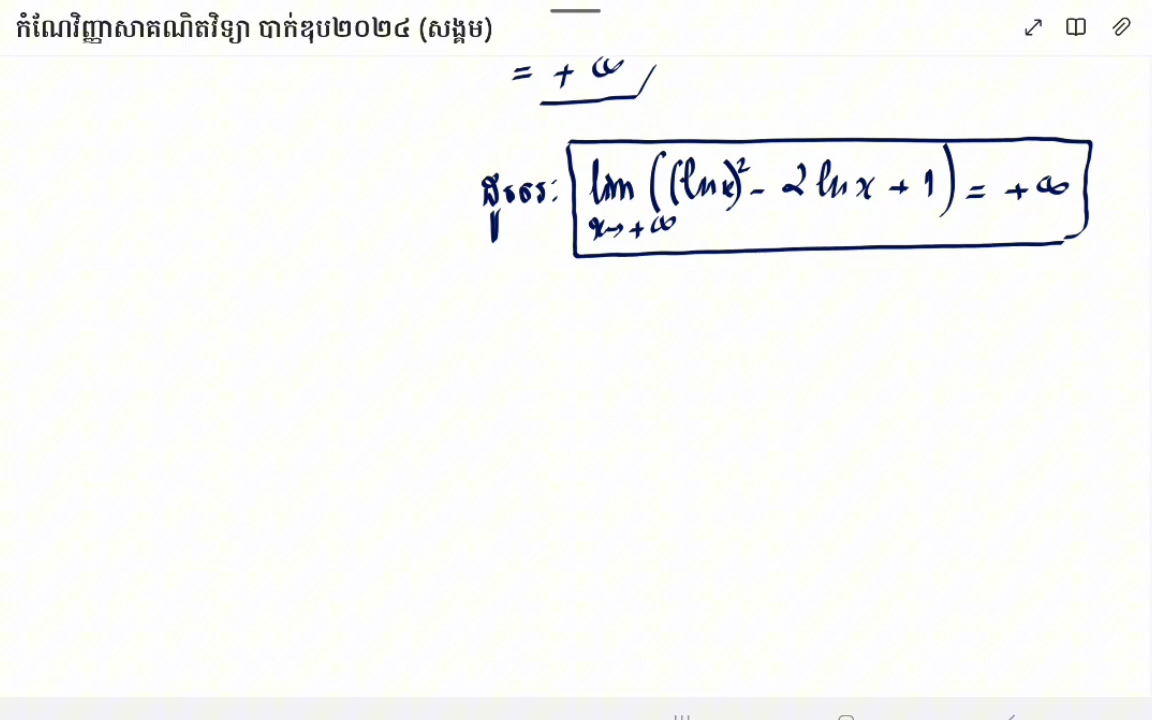 កំណែវិញ្ញាសាគណិតវិទ្យា បាក់ឌុប២០២៤ (សង្គម)
= + ∞
ដូចនេះ: lim ((ln x)² - 2 ln x + 1) = + ∞
x→ + ∞